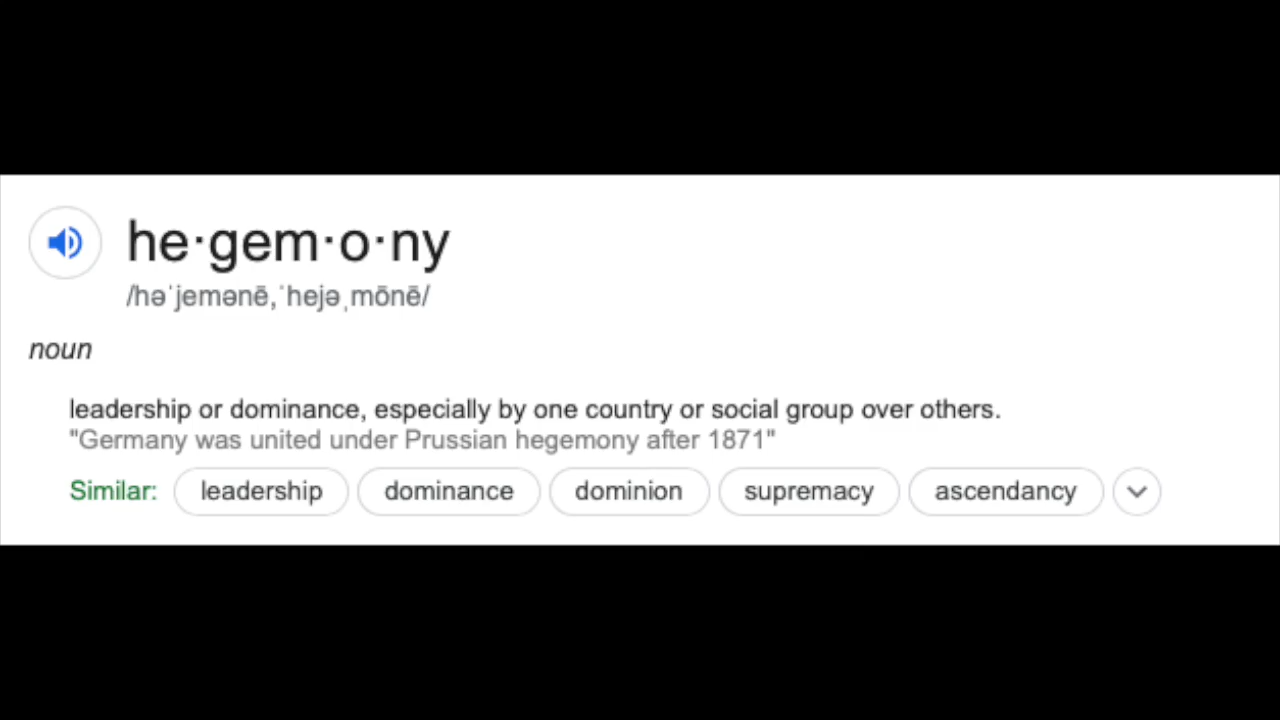 he·gem·o·ny
/həˈjemənē,ˈhejəˌmōnē/
noun
leadership or dominance, especially by one country or social group over others.
"Germany was united under Prussian hegemony after 1871"
Similar: leadership dominance dominion supremacy ascendancy